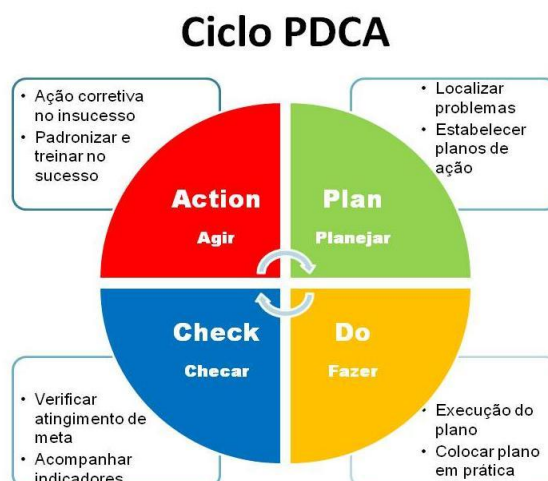 Ciclo PDCA
• Ação corretiva
no insucesso
• Padronizar e
treinar no
sucesso
• Localizar
problemas
• Estabelecer
planos de
ação
Action
Agir
Plan
Planejar
Check
Checar
Do
Fazer
• Verificar
atingimento de
meta
• Acompanhar
indicadores
• Execução do
plano
• Colocar plano
em prática